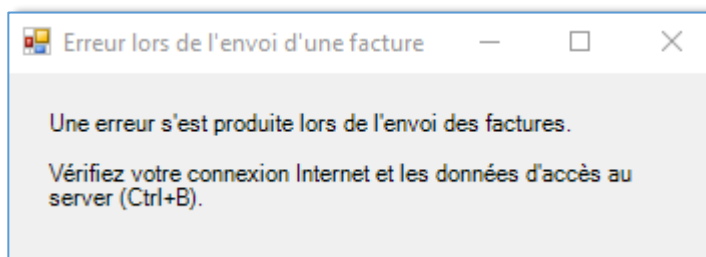 Erreur lors de l'envoi d'une facture
Une erreur s'est produite lors de l'envoi des factures.
Vérifiez votre connexion Internet et les données d'accès au
server (Ctrl+B).